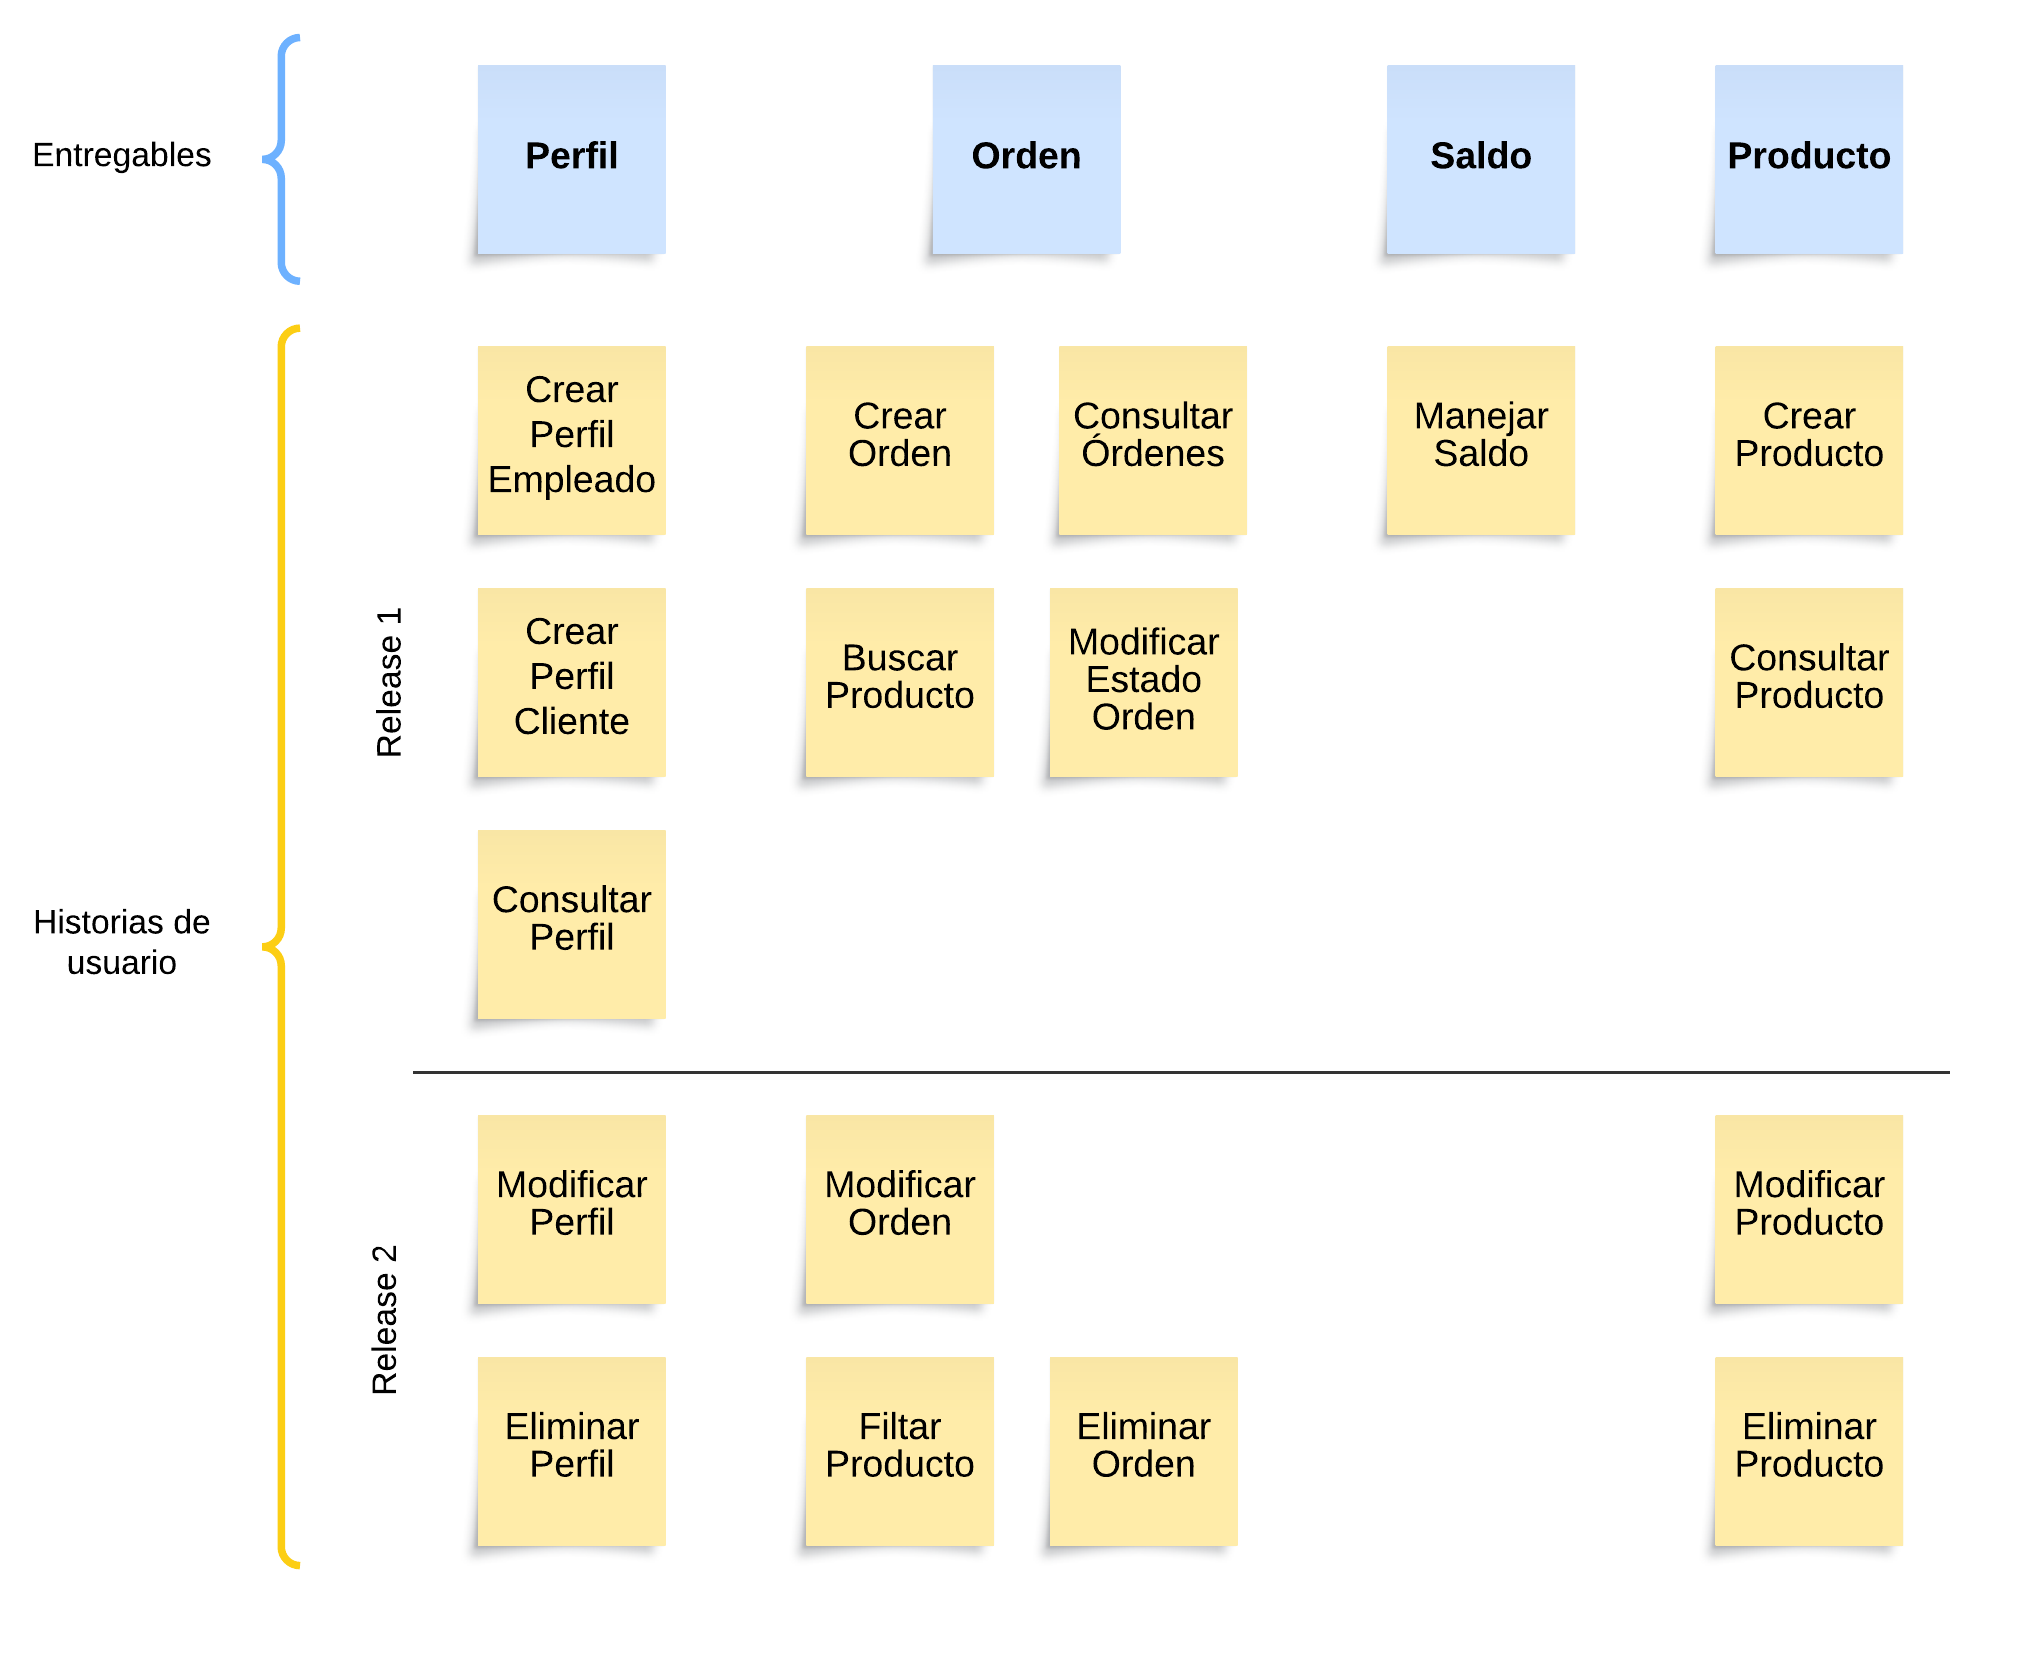 Entregables
Perfil
Orden
Saldo
Producto
Historias de
usuario
Release 1
Crear
Perfil
Empleado
Crear
Orden
Consultar
Órdenes
Manejar
Saldo
Crear
Producto
Crear
Perfil
Cliente
Buscar
Producto
Modificar
Estado
Orden
Consultar
Producto
Consultar
Perfil
Release 2
Modificar
Perfil
Modificar
Orden
Modificar
Producto
Eliminar
Perfil
Filtar
Producto
Eliminar
Orden
Eliminar
Producto